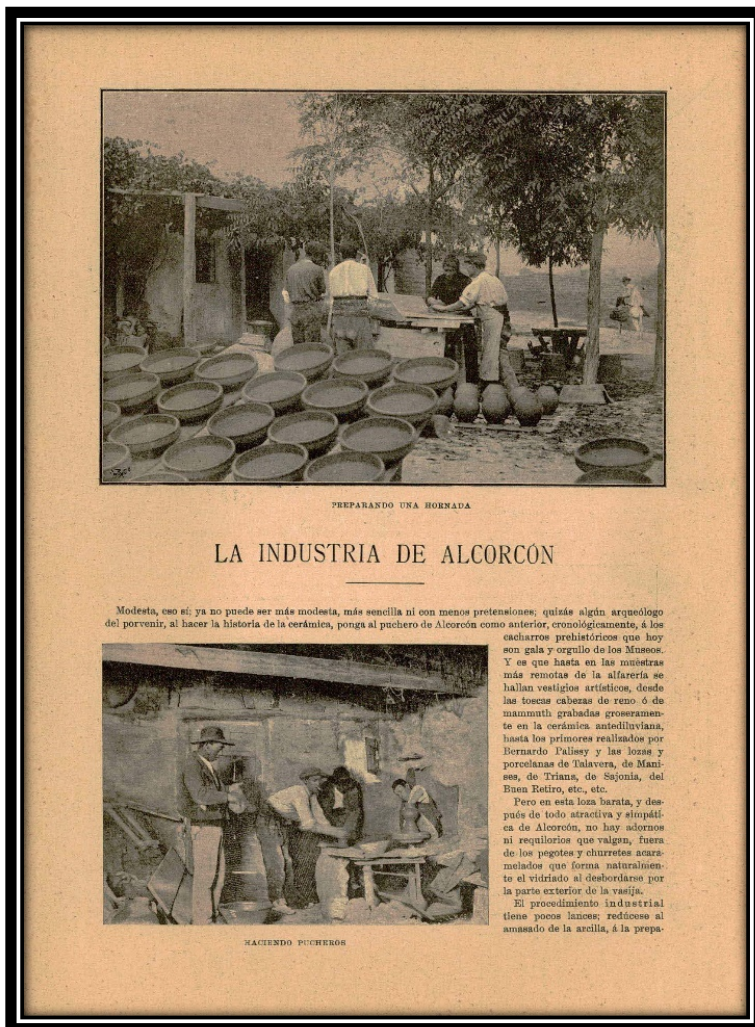 PREPARANDO UNA HORNADA
LA INDUSTRIA DE ALCORCÓN
Modesta, eso sí; ya no puede ser más modesta, más sencilla ni con menos pretensiones; quizás algún arqueólogo
del porvenir, al hacer la historia de la cerámica, ponga al puchero de Alcorcón como anterior, cronológicamente, á los
cacharros prehistóricos que hoy
son gala y orgullo de los Museos.
Y es que hasta en las muestras
más remotas de la alfarería se
hallan vestigios artísticos, desde
las toscas cabezas de reno ó de
mammuth grabadas groseramen-
te en la cerámica antediluviana,
hasta los primores realizados por
Bernardo Palissy y las lozas y
porcelanas de Talavera, de Mani-
ses, de Triana, de Sajonia, del
Buen Retiro, etc., etc.
Pero en esta loza barata, y des-
pués de todo atractiva y simpáti-
ca de Alcorcón, no hay adornos
ni requilorios que valgan, fuera
de los pegotes y churretes acara-
melados que forma naturalmen-
te el vidriado al desbordarse por
la parte exterior de la vasija.
El procedimiento industrial
tiene pocos lances; redúcese al
amasado de la arcilla, á la prepa-
HACIENDO PUCHEROS